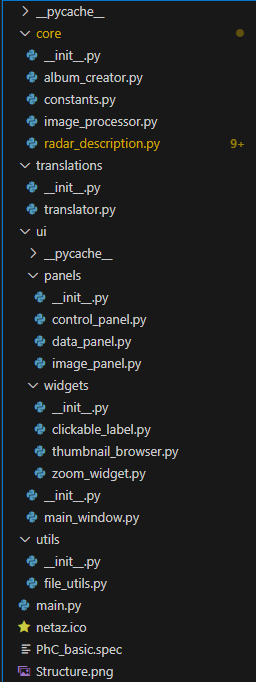 __pycache__
core
__init__.py
album_creator.py
constants.py
image_processor.py
radar_description.py 9+
translations
__init__.py
translator.py
ui
__pycache__
panels
__init__.py
control_panel.py
data_panel.py
image_panel.py
widgets
__init__.py
clickable_label.py
thumbnail_browser.py
zoom_widget.py
__init__.py
main_window.py
utils
__init__.py
file_utils.py
main.py
netaz.ico
PhC_basic.spec
Structure.png